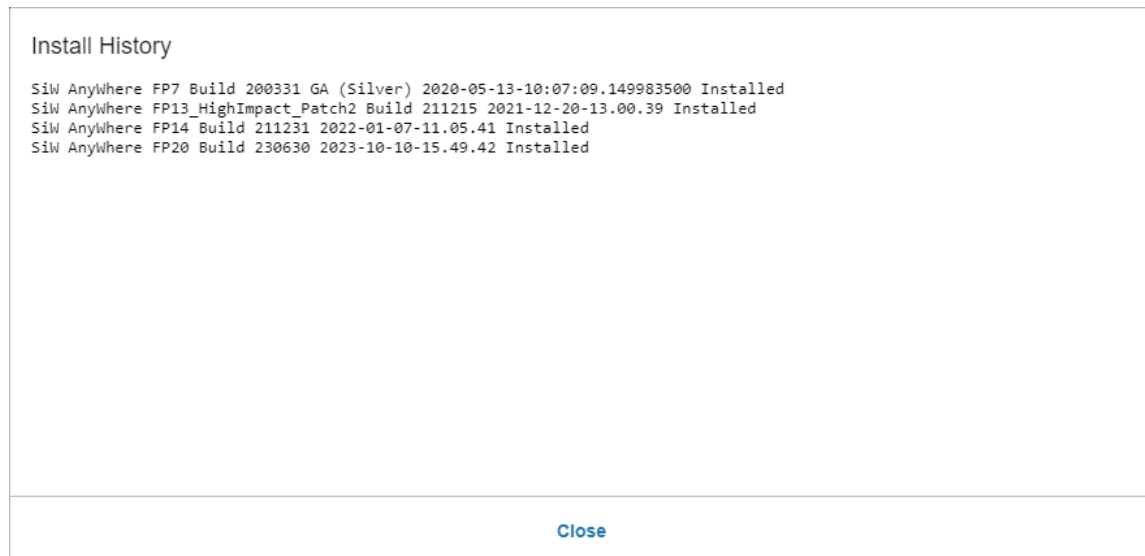 Install History
SiW AnyWhere FP7 Build 200331 GA (Silver) 2020-05-13-10:07:09.149983500 Installed
SiW AnyWhere FP13_HighImpact_Patch2 Build 211215 2021-12-20-13.00.39 Installed
SiW AnyWhere FP14 Build 211231 2022-01-07-11.05.41 Installed
SiW AnyWhere FP20 Build 230630 2023-10-10-15.49.42 Installed
Close